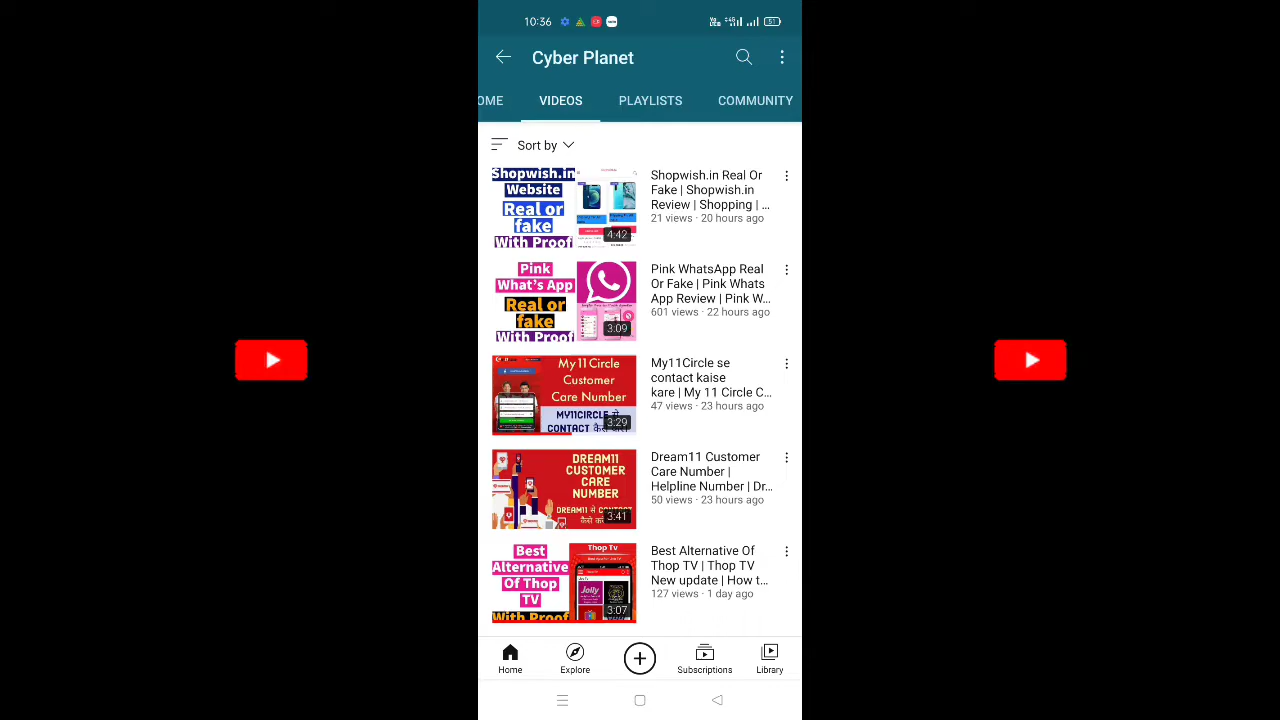 10:36
51
Cyber Planet
OME VIDEOS PLAYLISTS COMMUNITY
Sort by
Shopwish.in
Website
Real or
fake
With Proof
4:42
Shopwish.in Real Or
Fake | Shopwish.in
Review | Shopping | ...
21 views · 20 hours ago
Pink
What's App
Real or
fake
With Proof
3:09
Pink WhatsApp Real
Or Fake | Pink Whats
App Review | Pink W...
601 views · 22 hours ago
My11Circle
Customer
Care Number
MY11CIRCLE से
CONTACT कैसे
3:29
My11Circle se
contact kaise
kare | My 11 Circle C...
47 views · 23 hours ago
DREAM11
CUSTOMER
CARE
NUMBER
DREAM11 से CONTACT
कैसे
3:41
Dream11 Customer
Care Number |
Helpline Number | Dr...
50 views · 23 hours ago
Best
Alternative
Of Thop
TV
With Proof
Thop Tv
Jolly
3:07
Best Alternative Of
Thop TV | Thop TV
New update | How t...
127 views · 1 day ago
Home Explore Subscriptions Library